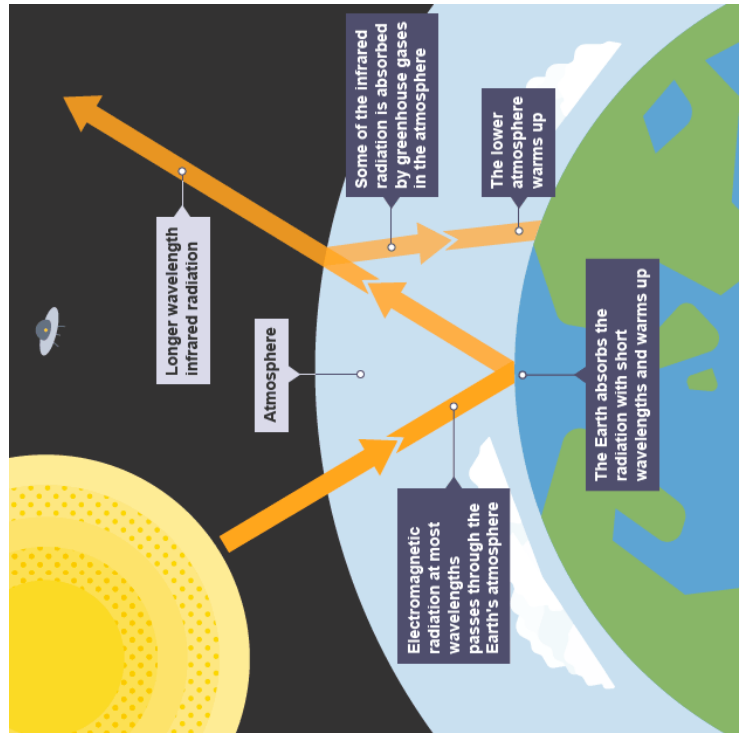 Longer wavelength
infrared radiation
Atmosphere
Electromagnetic
radiation at most
wavelengths
passes through the
Earth's atmosphere
The Earth absorbs the
radiation with short
wavelengths and warms up
Some of the infrared
radiation is absorbed
by greenhouse gases
in the atmosphere
The lower
atmosphere
warms up